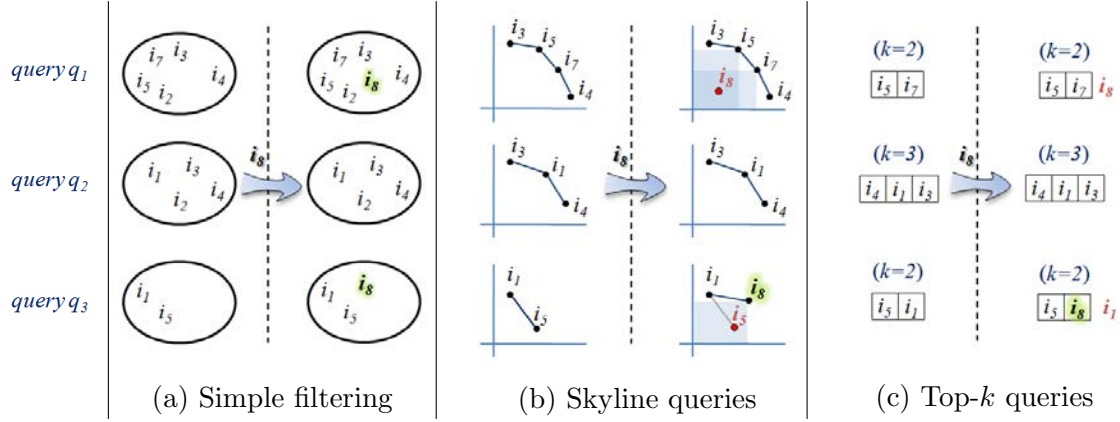 query q1
i7 i3
i5 i2 i4
i7 i3
i5 i2 i8 i4
i3 i5 i7 i4
i3 i5 i7 i4
i8
(k=2)
i5 i7
(k=2)
i5 i7 i8
query q2
i1 i3
i2 i4
i8
i1 i3
i2 i4
i3 i1 i4
i8
i3 i1 i4
(k=3)
i4 i1 i3
i8
(k=3)
i4 i1 i3
query q3
i1
i5
i1 i8
i5
i1
i5
i1 i8
i5
(k=2)
i5 i1
(k=2)
i5 i8 i1
(a) Simple filtering
(b) Skyline queries
(c) Top-k queries